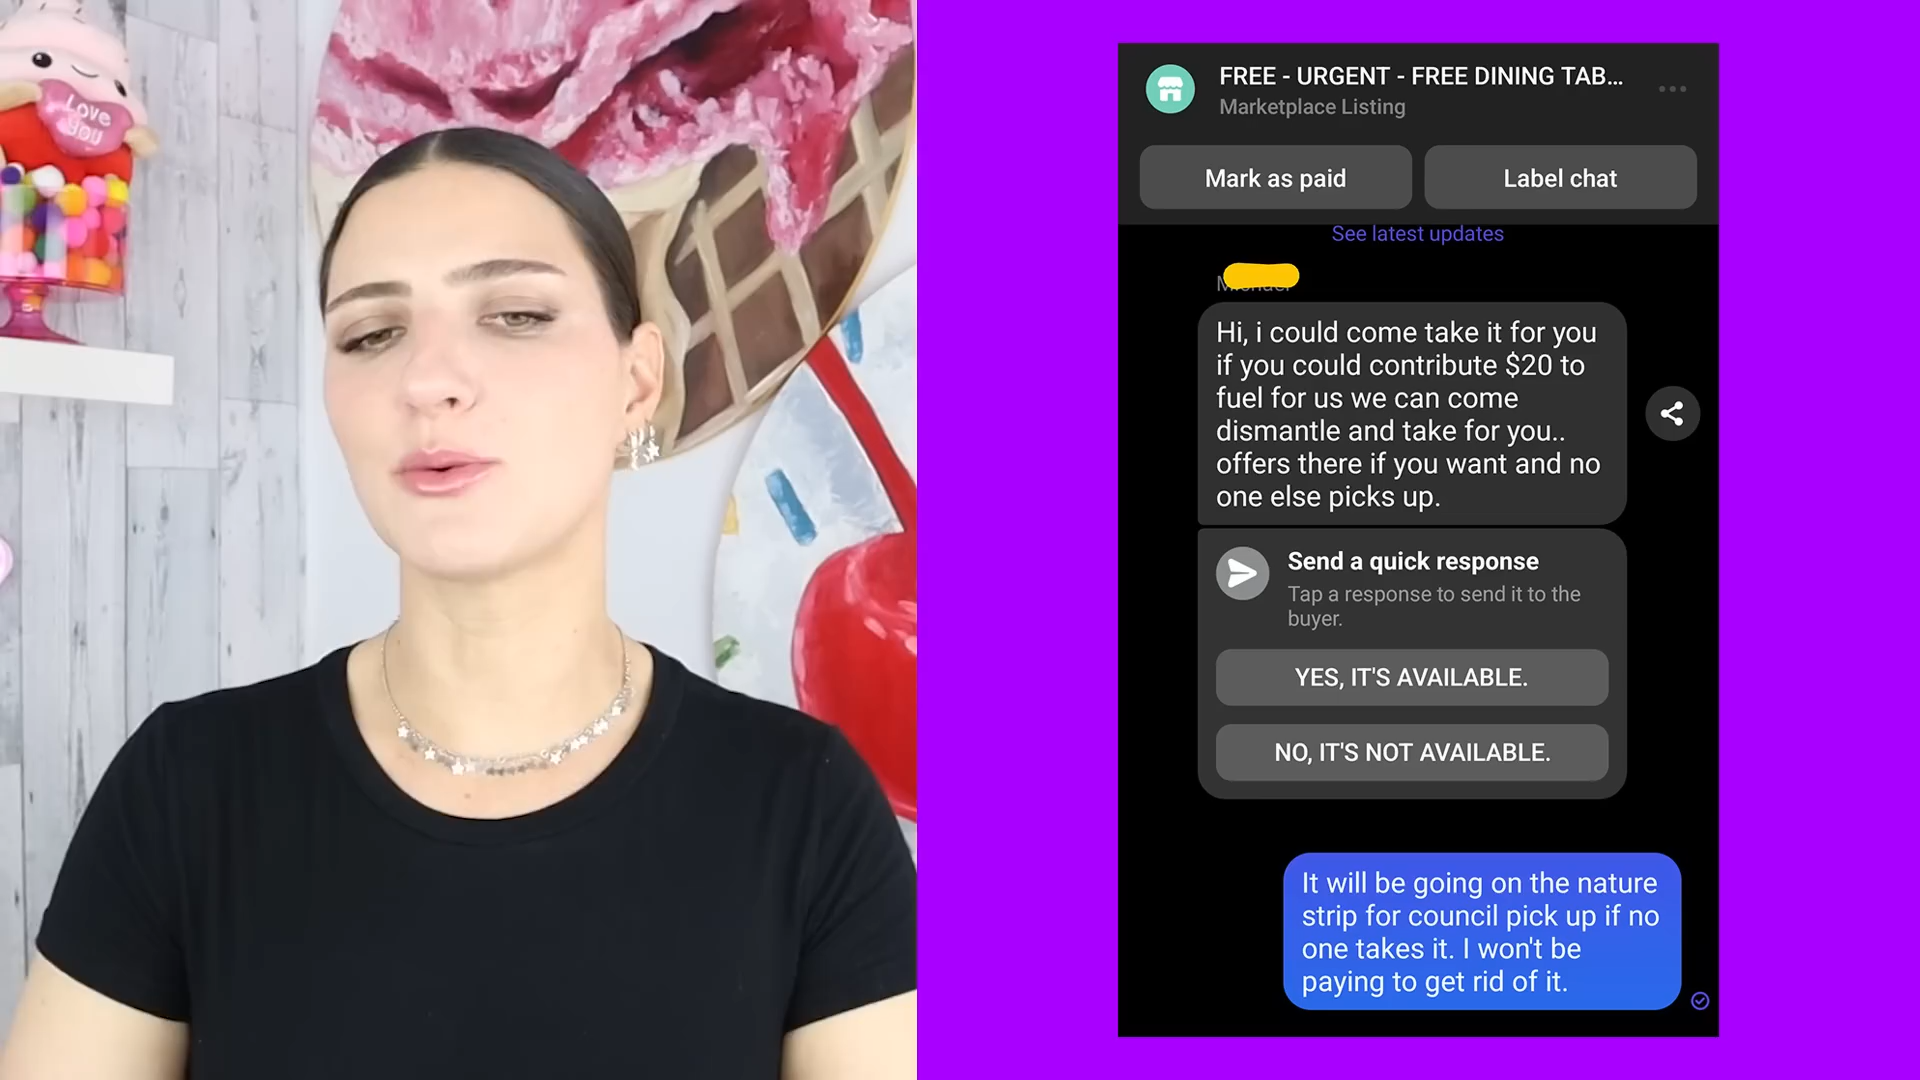 Love
you
FREE - URGENT - FREE DINING TAB...
Marketplace Listing
Mark as paid
Label chat
See latest updates
Hi, i could come take it for you
if you could contribute $20 to
fuel for us we can come
dismantle and take for you..
offers there if you want and no
one else picks up.
Send a quick response
Tap a response to send it to the
buyer.
YES, IT'S AVAILABLE.
NO, IT'S NOT AVAILABLE.
It will be going on the nature
strip for council pick up if no
one takes it. I won't be
paying to get rid of it.